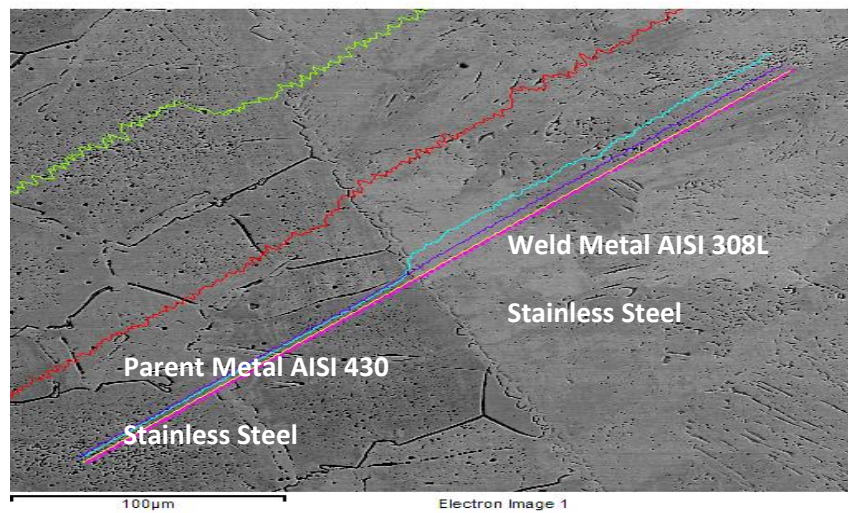 Weld Metal AISI 308L
Stainless Steel
Parent Metal AISI 430
Stainless Steel
100µm
Electron Image 1